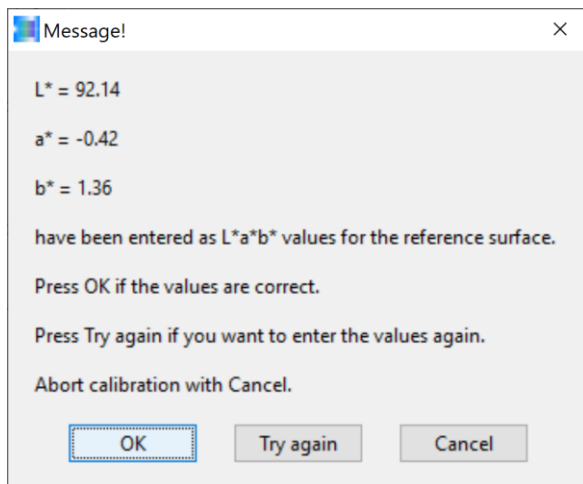 Message!
L* = 92.14
a* = -0.42
b* = 1.36
have been entered as L*a*b* values for the reference surface.
Press OK if the values are correct.
Press Try again if you want to enter the values again.
Abort calibration with Cancel.
OK Try again Cancel